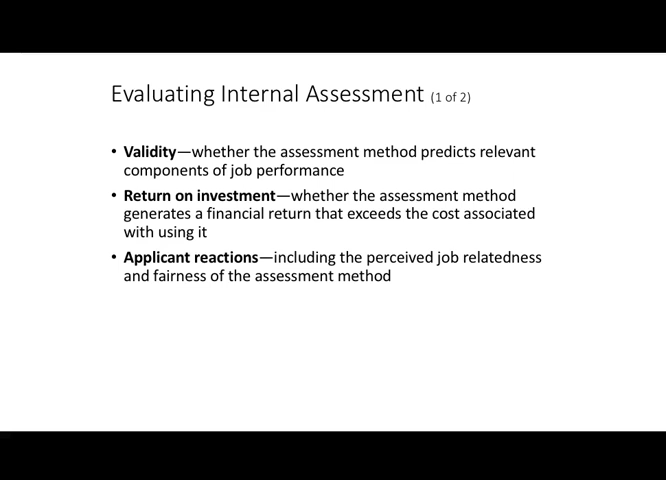 Evaluating Internal Assessment (1 of 2)
• Validity—whether the assessment method predicts relevant
components of job performance
• Return on investment—whether the assessment method
generates a financial return that exceeds the cost associated
with using it
• Applicant reactions—including the perceived job relatedness
and fairness of the assessment method